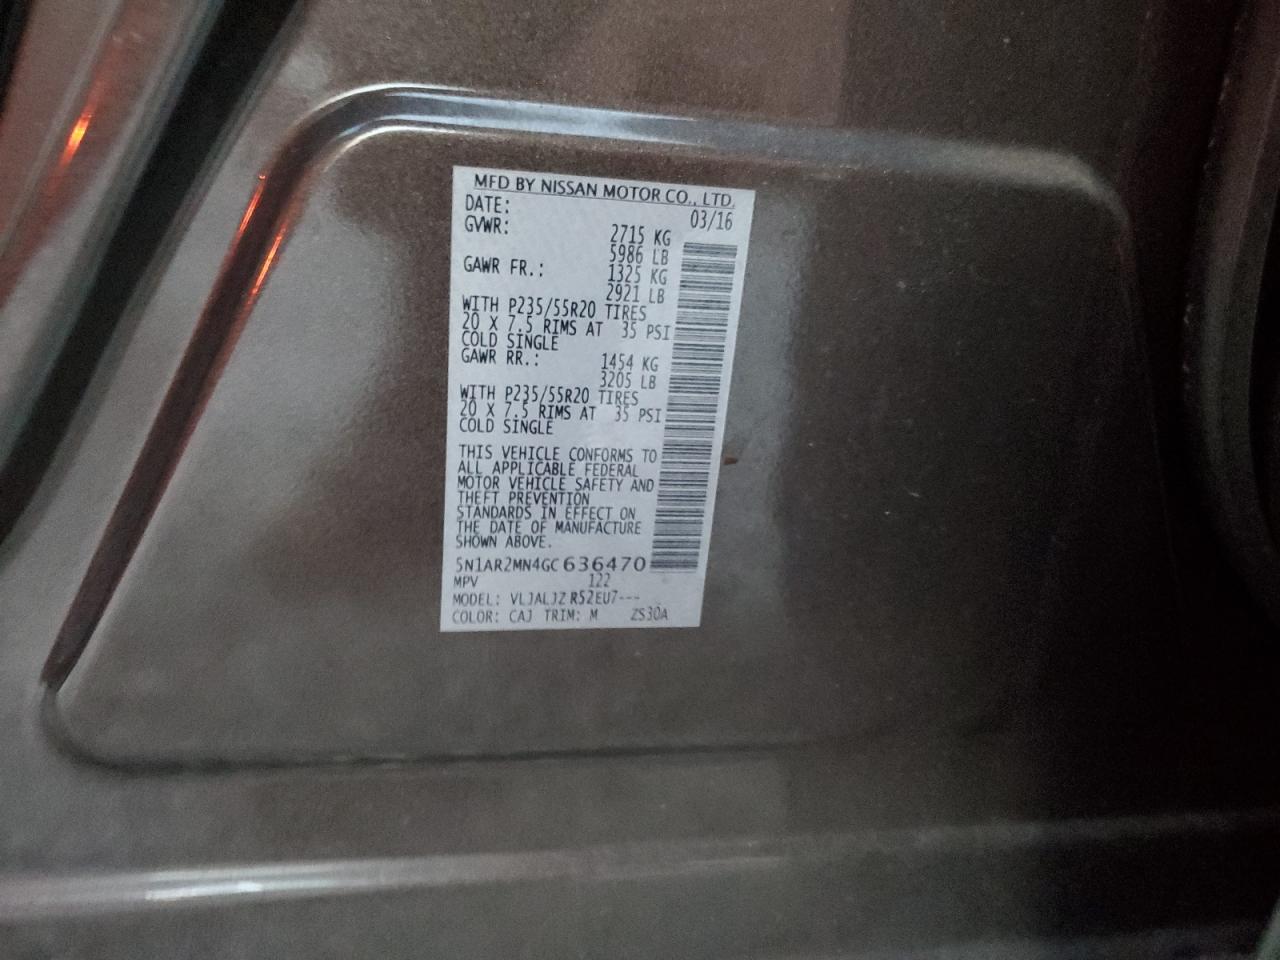 MFD BY NISSAN MOTOR CO., LTD.
DATE: 03/16
GVWR: 2715 KG
5986 LB
GAWR FR.: 1325 KG
2921 LB
WITH P235/55R20 TIRES
20 X 7.5 RIMS AT 35 PSI
COLD SINGLE
GAWR RR.: 1454 KG
3205 LB
WITH P235/55R20 TIRES
20 X 7.5 RIMS AT 35 PSI
COLD SINGLE
THIS VEHICLE CONFORMS TO
ALL APPLICABLE FEDERAL
MOTOR VEHICLE SAFETY AND
THEFT PREVENTION
STANDARDS IN EFFECT ON
THE DATE OF MANUFACTURE
SHOWN ABOVE.
5N1AR2MN4GC636470
MPV 122
MODEL: VLJALJZ R52EU7---
COLOR: CAJ TRIM: M ZS30A